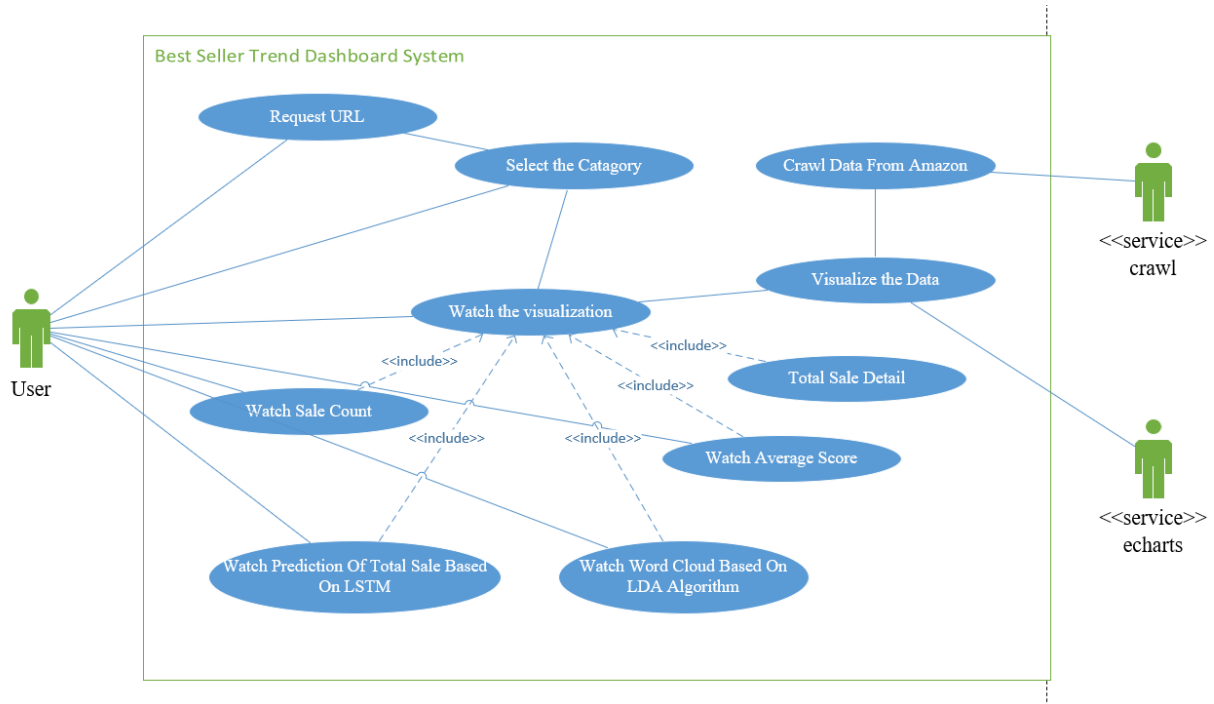 Best Seller Trend Dashboard System
Request URL
Select the Catagory
Crawl Data From Amazon
<<service>>
crawl
Visualize the Data
Watch the visualization
User
<<include>>
<<include>>
<<include>>
Total Sale Detail
Watch Sale Count
<<include>>
<<include>>
Watch Average Score
<<service>>
echarts
Watch Prediction Of Total Sale Based
On LSTM
Watch Word Cloud Based On
LDA Algorithm